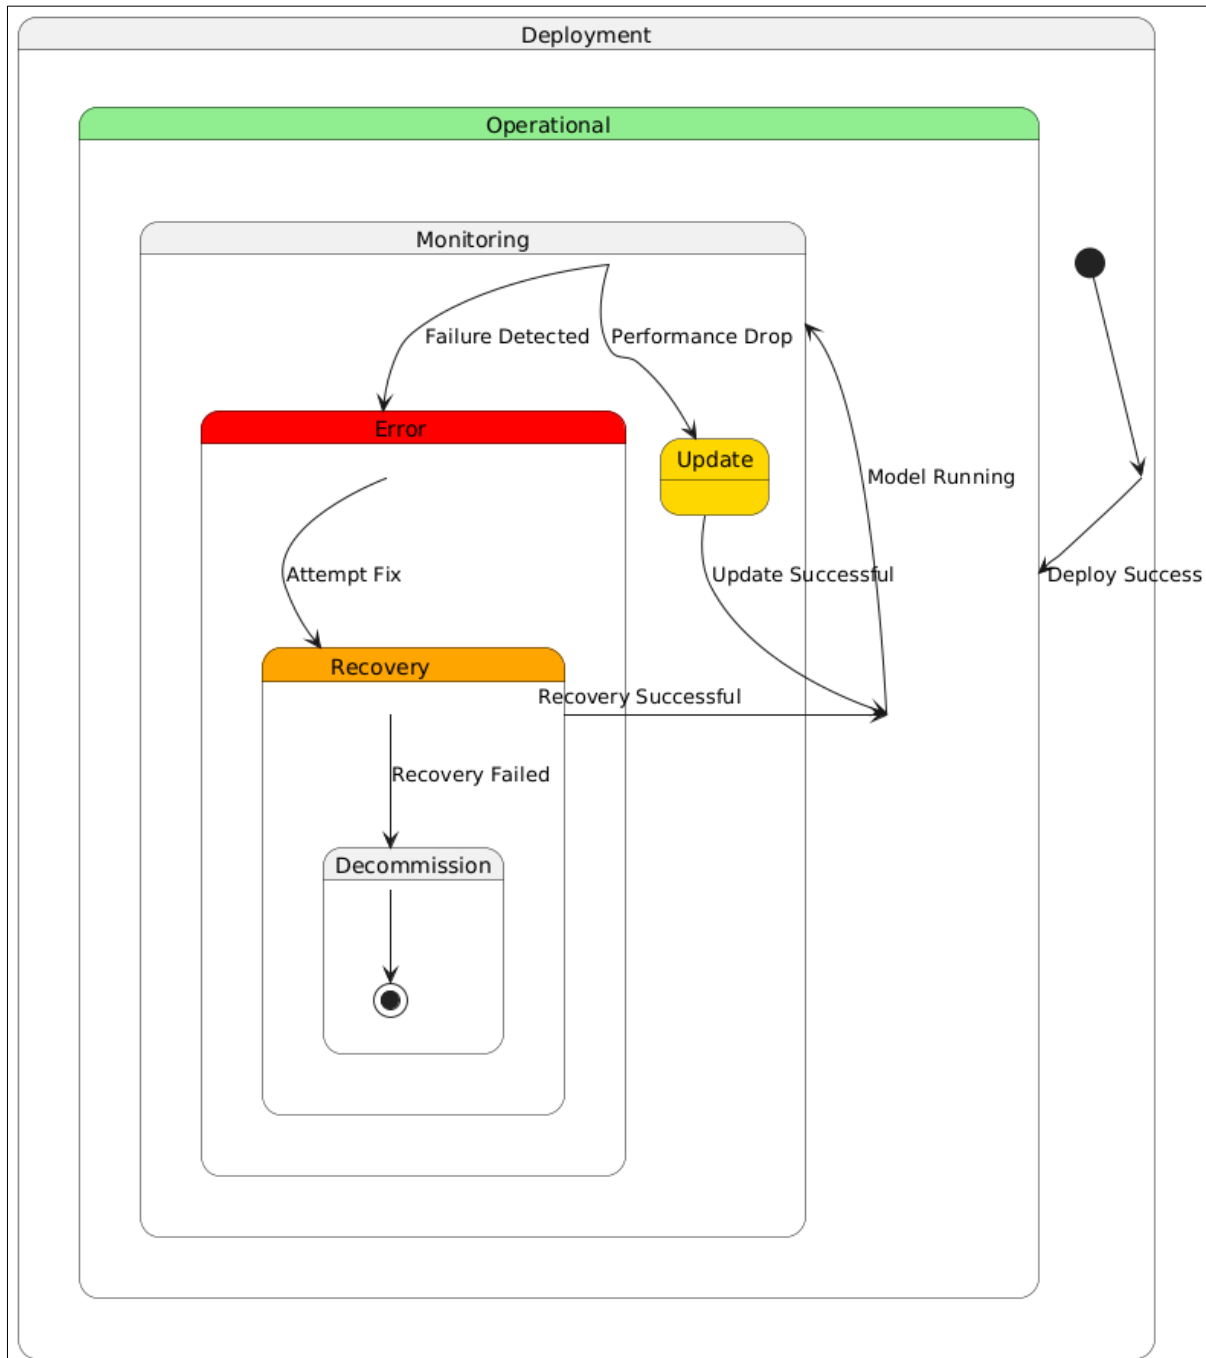 Deployment
Operational
Monitoring
Failure Detected
Performance Drop
Error
Update
Model Running
Attempt Fix
Update Successful
Deploy Success
Recovery
Recovery Successful
Recovery Failed
Decommission